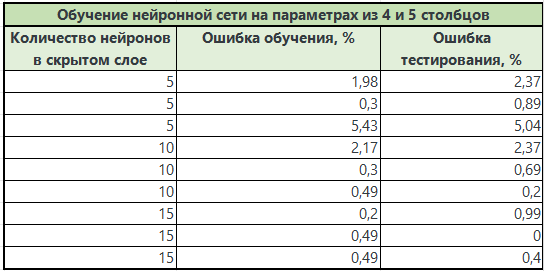 Обучение нейронной сети на параметрах из 4 и 5 столбцов
Количество нейронов в скрытом слое Ошибка обучения, % Ошибка тестирования, %
5 1,98 2,37
5 0,3 0,89
5 5,43 5,04
10 2,17 2,37
10 0,3 0,69
10 0,49 0,2
15 0,2 0,99
15 0,49 0
15 0,49 0,4